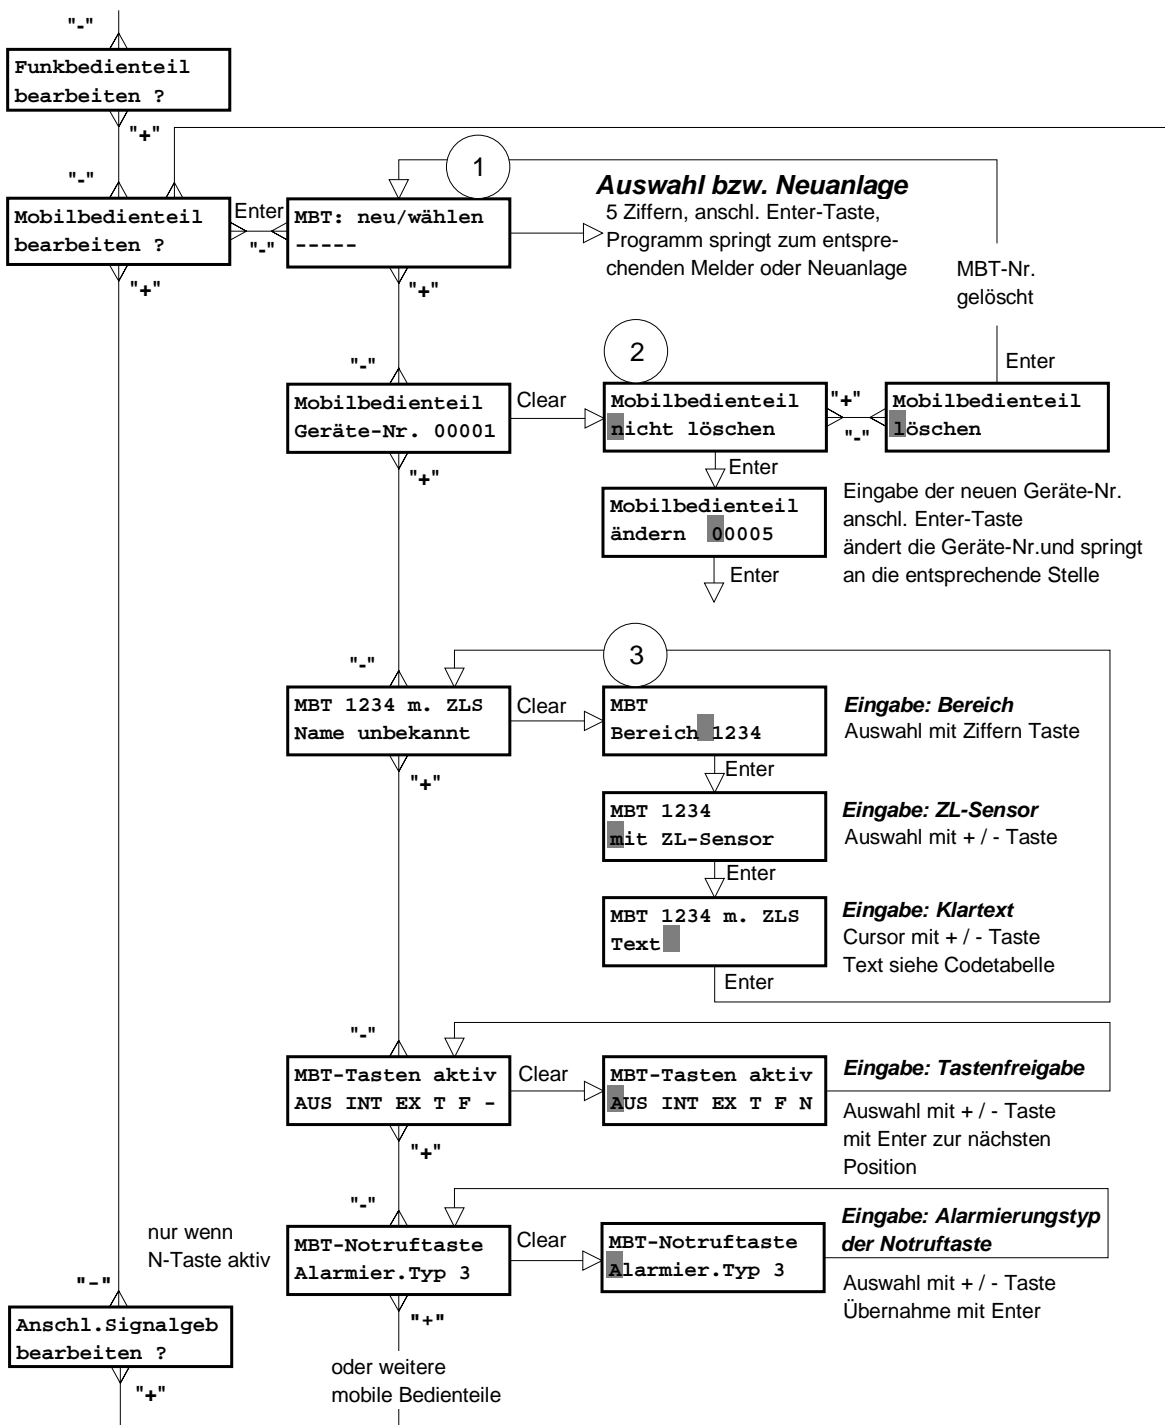 "-"
Funkbedienteil
bearbeiten ?
"+"
"-"
Mobilbedienteil
bearbeiten ?
"+"
Enter
"-"
1
MBT: neu/wählen
-----
"+"
Auswahl bzw. Neuanlage
5 Ziffern, anschl. Enter-Taste,
Programm springt zum entspre-
chenden Melder oder Neuanlage
MBT-Nr.
gelöscht
Enter
"-"
Mobilbedienteil
Geräte-Nr. 00001
"+"
Clear
2
Mobilbedienteil
nicht löschen
"+"
"-"
Mobilbedienteil
löschen
Enter
Mobilbedienteil
ändern 00005
Enter
Eingabe der neuen Geräte-Nr.
anschl. Enter-Taste
ändert die Geräte-Nr.und springt
an die entsprechende Stelle
"-"
MBT 1234 m. ZLS
Name unbekannt
"+"
Clear
3
MBT
Bereich 1234
Eingabe: Bereich
Auswahl mit Ziffern Taste
Enter
MBT 1234
mit ZL-Sensor
Eingabe: ZL-Sensor
Auswahl mit + / - Taste
Enter
MBT 1234 m. ZLS
Text
Eingabe: Klartext
Cursor mit + / - Taste
Text siehe Codetabelle
Enter
"-"
MBT-Tasten aktiv
AUS INT EX T F -
"+"
Clear
MBT-Tasten aktiv
AUS INT EX T F N
Eingabe: Tastenfreigabe
Auswahl mit + / - Taste
mit Enter zur nächsten
Position
nur wenn
N-Taste aktiv
"-"
MBT-Notruftaste
Alarmier.Typ 3
"+"
Clear
MBT-Notruftaste
Alarmier.Typ 3
Eingabe: Alarmierungstyp
der Notruftaste
Auswahl mit + / - Taste
Übernahme mit Enter
"-"
Anschl.Signalgeb
bearbeiten ?
"+"
oder weitere
mobile Bedienteile